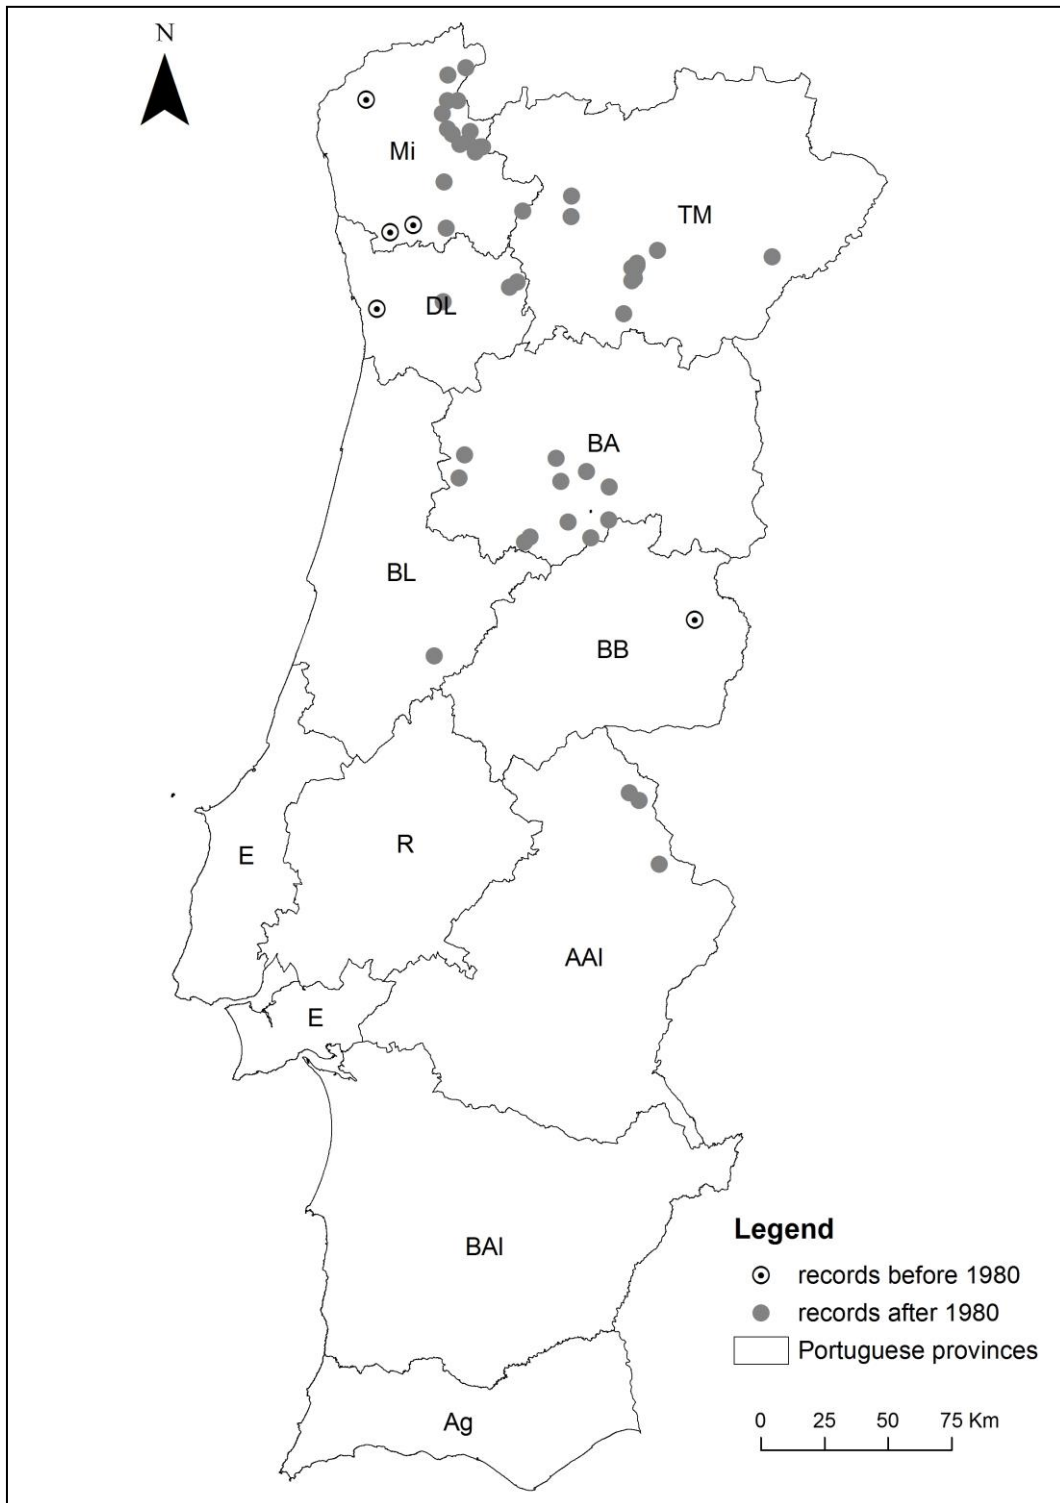 N
Mi
TM
DL
BA
BL
BB
R
E
AAl
E
BAl
Ag
Legend
records before 1980
records after 1980
Portuguese provinces
0 25 50 75 Km